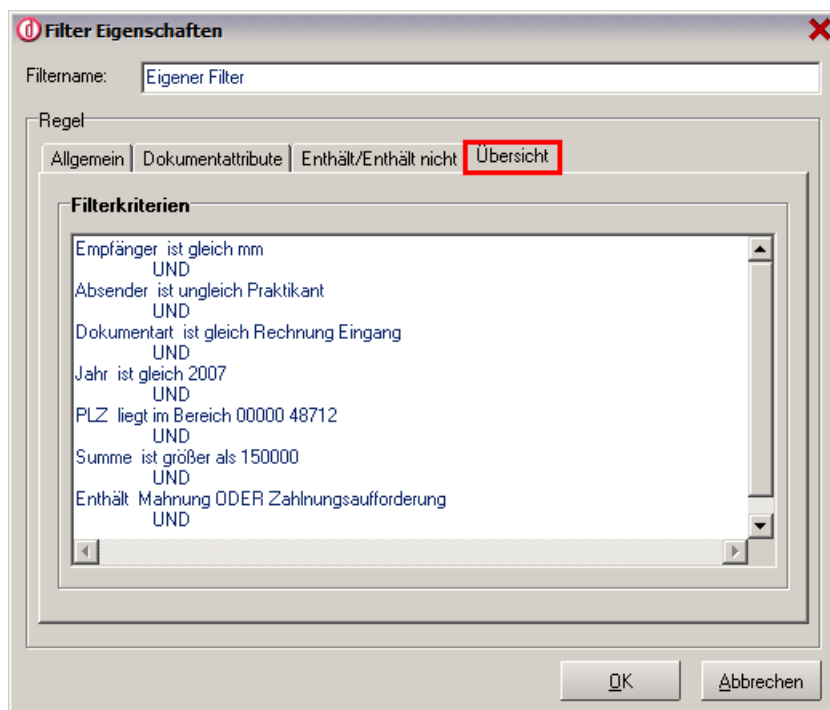 Filter Eigenschaften
Filtername: Eigener Filter
Regel
Allgemein Dokumentattribute Enthält/Enthält nicht Übersicht
Filterkriterien
Empfänger ist gleich mm
UND
Absender ist ungleich Praktikant
UND
Dokumentart ist gleich Rechnung Eingang
UND
Jahr ist gleich 2007
UND
PLZ liegt im Bereich 00000 48712
UND
Summe ist größer als 150000
UND
Enthält Mahnung ODER Zahlnungsaufforderung
UND
OK Abbrechen